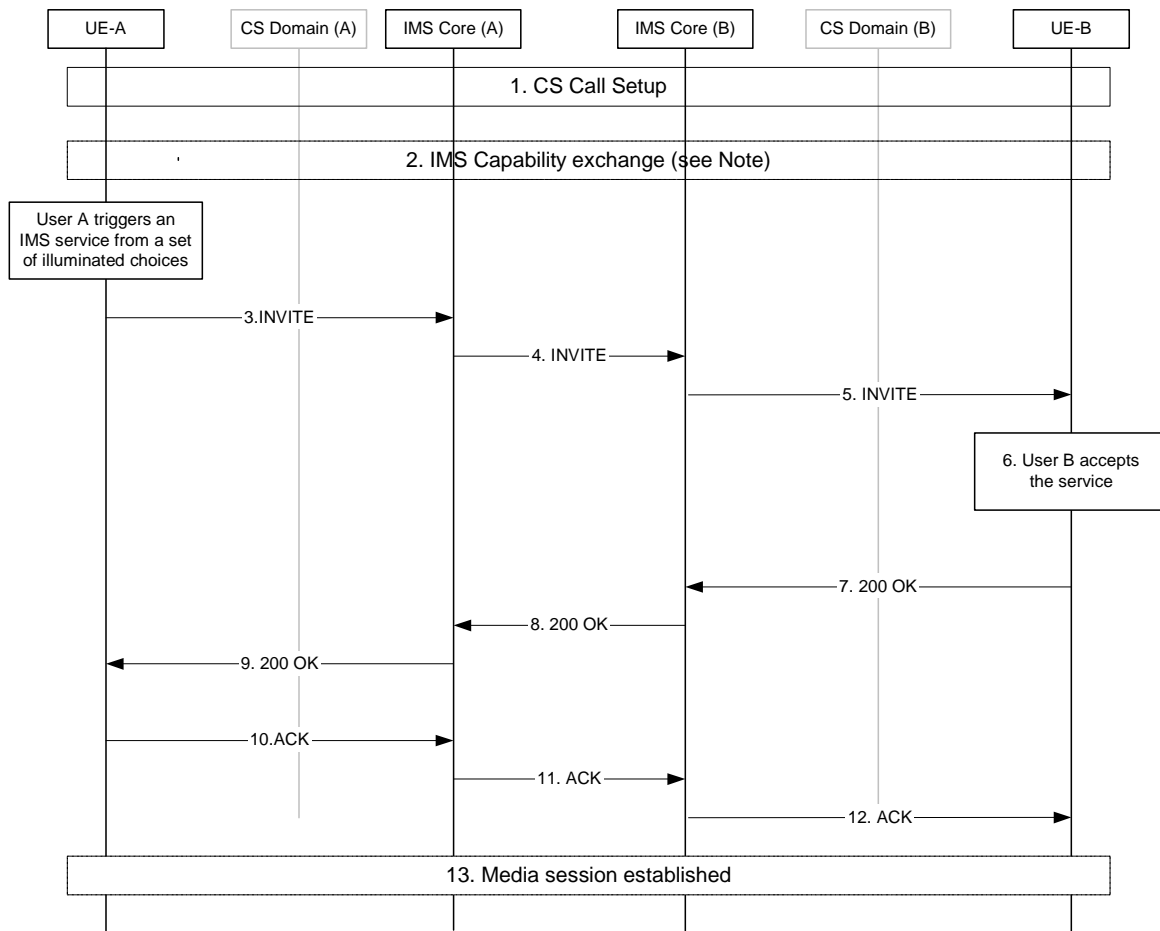 UE-A
CS Domain (A)
IMS Core (A)
IMS Core (B)
CS Domain (B)
UE-B
1. CS Call Setup
2. IMS Capability exchange (see Note)
User A triggers an
IMS service from a set
of illuminated choices
3.INVITE
4. INVITE
5. INVITE
6. User B accepts
the service
7. 200 OK
8. 200 OK
9. 200 OK
10.ACK
11. ACK
12. ACK
13. Media session established